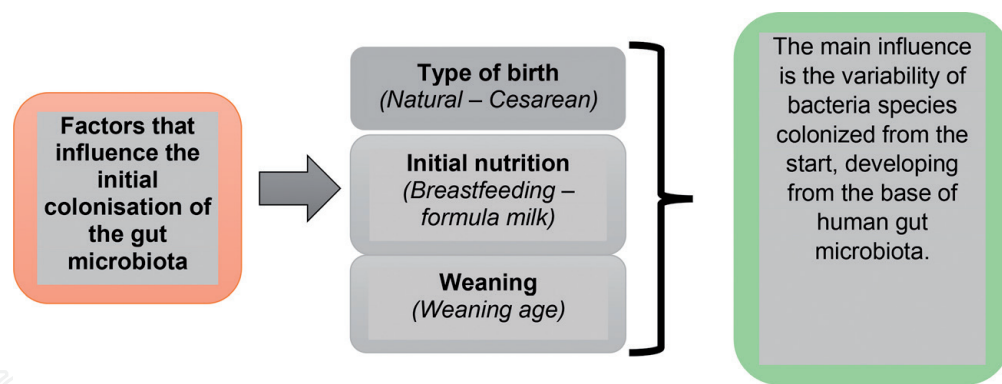 Factors that
influence the
initial
colonisation of
the gut
microbiota
Type of birth
(Natural – Cesarean)
Initial nutrition
(Breastfeeding –
formula milk)
Weaning
(Weaning age)
The main influence
is the variability of
bacteria species
colonized from the
start, developing
from the base of
human gut
microbiota.